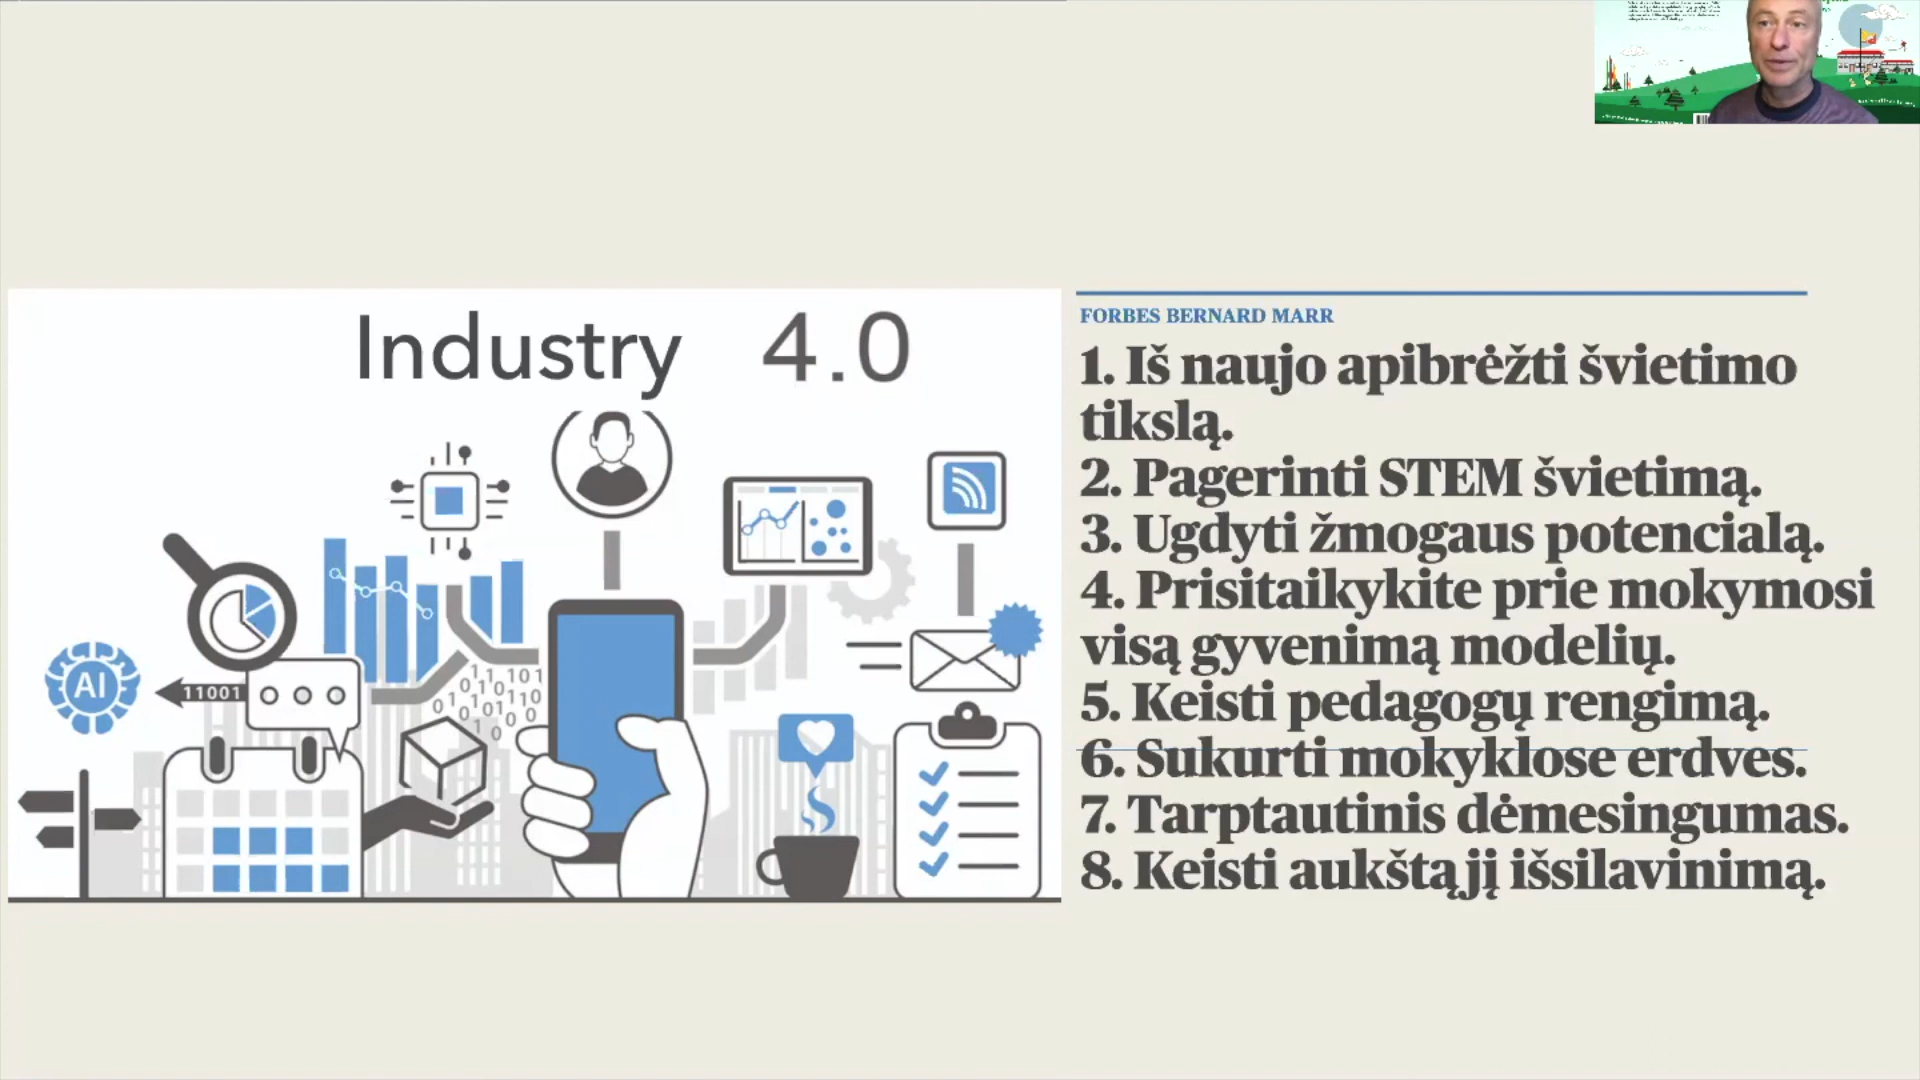 Industry 4.0
AI
11001
FORBES BERNARD MARR
1. Iš naujo apibrėžti švietimo
tikslą.
2. Pagerinti STEM švietimą.
3. Ugdyti žmogaus potencialą.
4. Prisitaikykite prie mokymosi
visą gyvenimą modelių.
5. Keisti pedagogų rengimą.
6. Sukurti mokyklose erdves.
7. Tarptautinis dėmesingumas.
8. Keisti aukštąjį išsilavinimą.